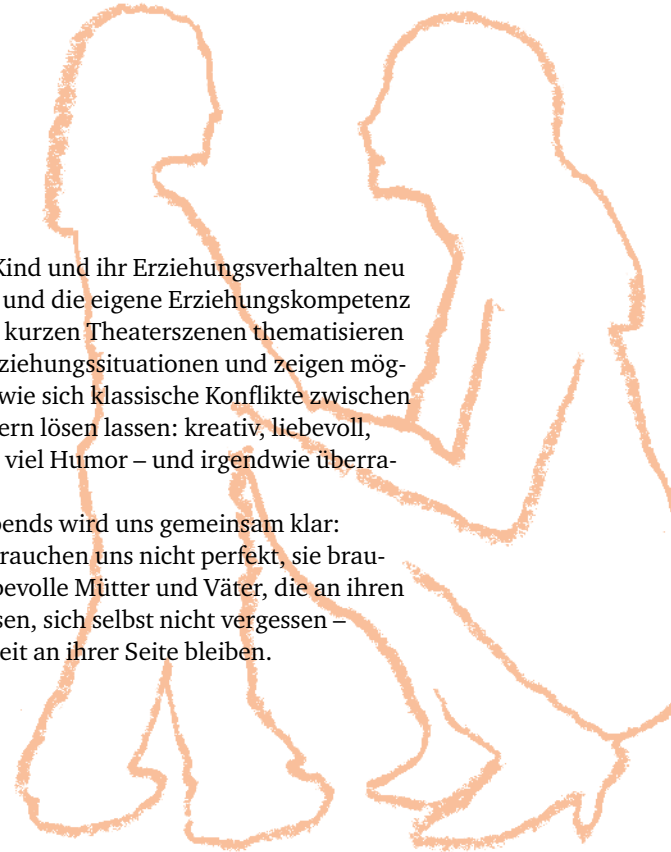 Kind und ihr Erziehungsverhalten neu
und die eigene Erziehungskompetenz
kurzen Theaterszenen thematisieren
ziehungssituationen und zeigen mög-
wie sich klassische Konflikte zwischen
ern lösen lassen: kreativ, liebevoll,
viel Humor – und irgendwie überra-
bends wird uns gemeinsam klar:
rauchen uns nicht perfekt, sie brau-
bevolle Mütter und Väter, die an ihren
sen, sich selbst nicht vergessen –
eit an ihrer Seite bleiben.